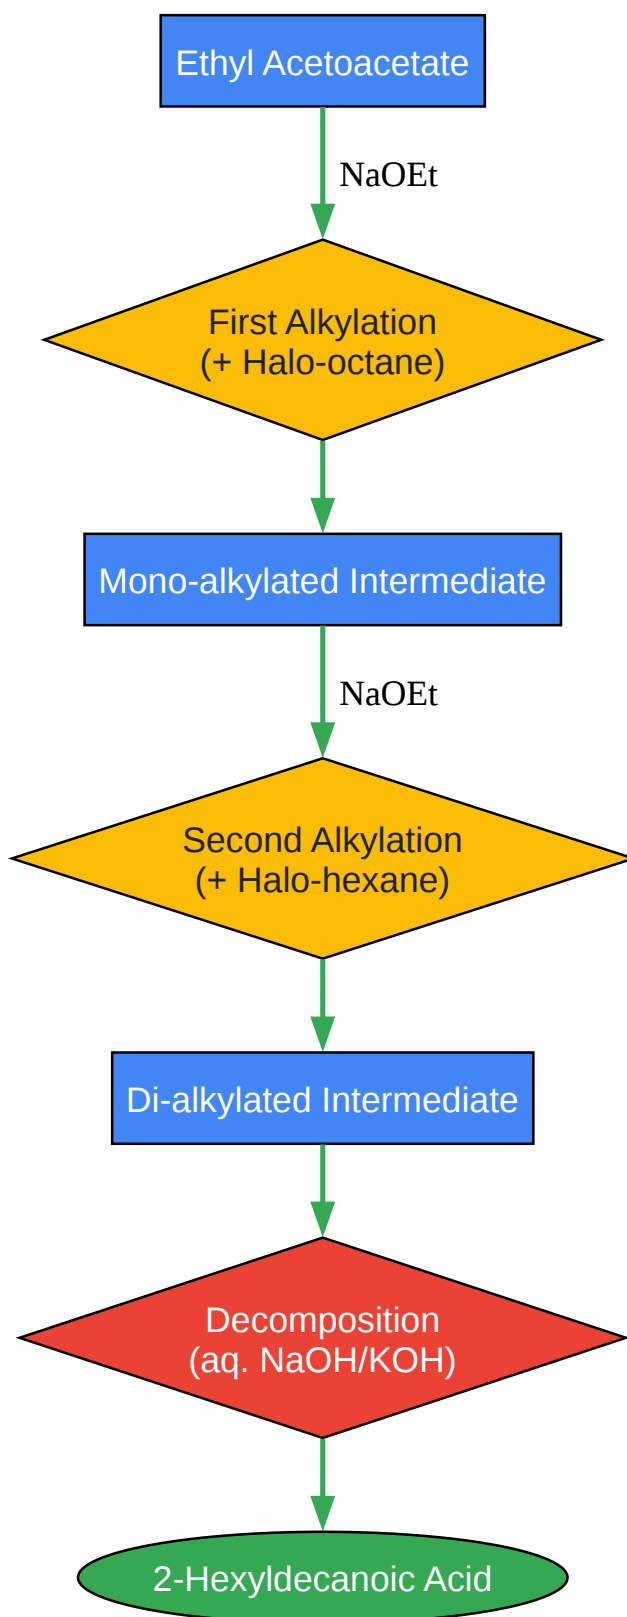 Ethyl Acetoacetate
NaOEt
First Alkylation
(+ Halo-octane)
Mono-alkylated Intermediate
NaOEt
Second Alkylation
(+ Halo-hexane)
Di-alkylated Intermediate
Decomposition
(aq. NaOH/KOH)
2-Hexyldecanoic Acid